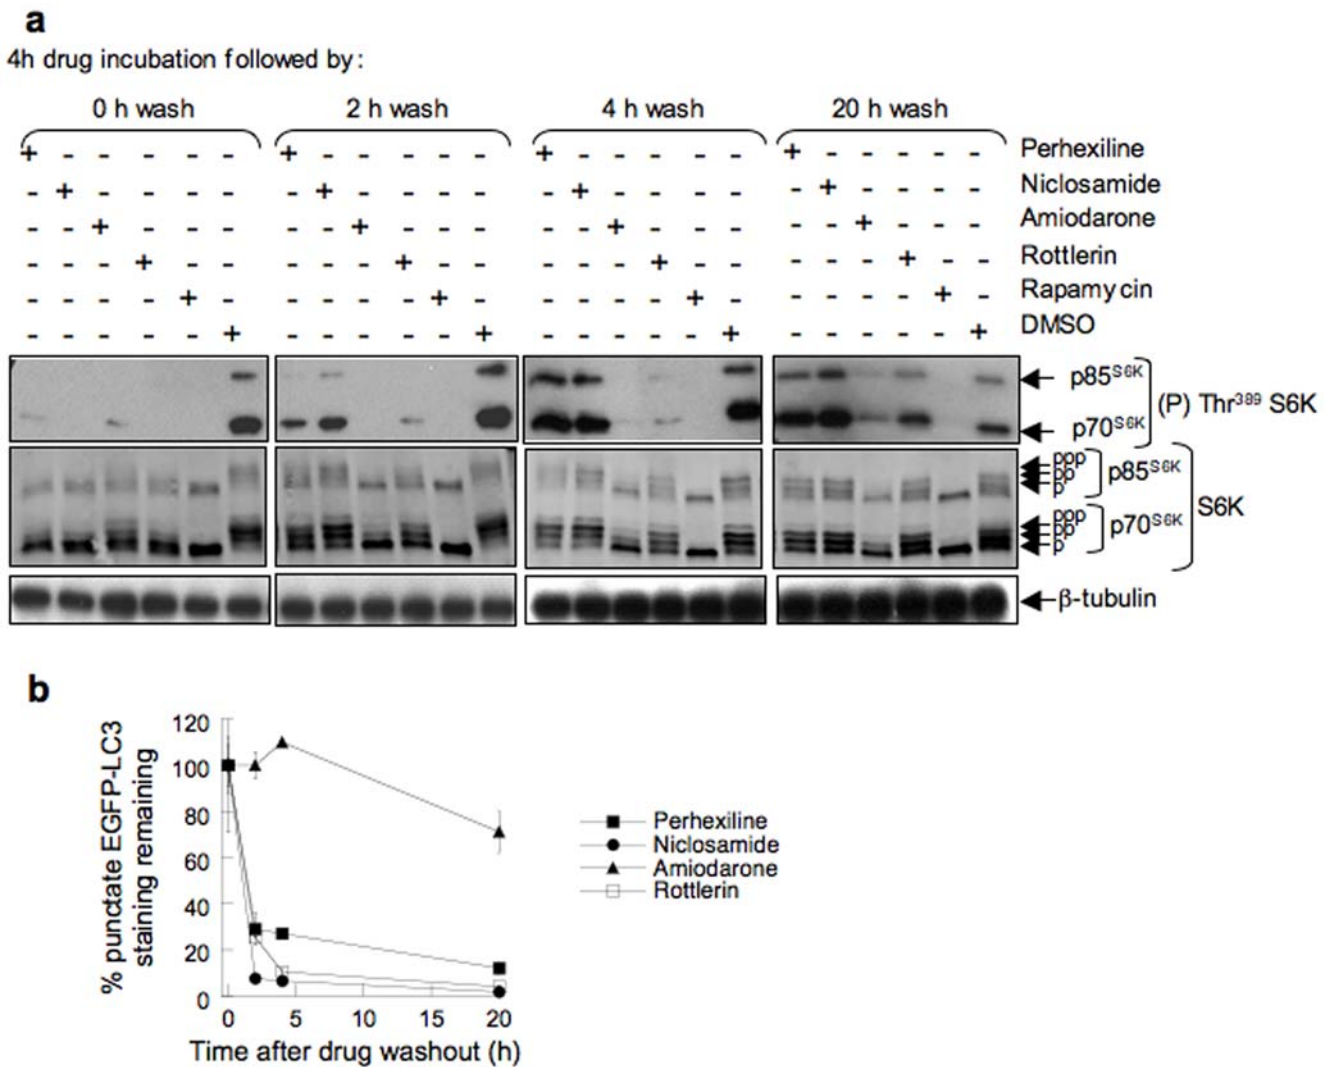 a
4h drug incubation followed by:
0 h wash 2 h wash 4 h wash 20 h wash
+ - - - - - + - - - - - + - - - - - + - - - - - Perhexiline
- + - - - - - + - - - - - + - - - - - + - - - - Niclosamide
- - + - - - - - + - - - - - + - - - - - + - - - Amiodarone
- - - + - - - - - + - - - - - + - - - - - + - - Rottlerin
- - - - + - - - - - + - - - - - + - - - - - + - Rapamycin
- - - - - + - - - - - + - - - - - + - - - - - + DMSO
p85S6K
(P) Thr389 S6K
p70S6K
ppp
pp
p
p85S6K
ppp
pp
p
p70S6K
S6K
β-tubulin
b
% punctate EGFP-LC3
staining remaining
120
100
80
60
40
20
0
0 5 10 15 20
Time after drug washout (h)
Perhexiline
Niclosamide
Amiodarone
Rottlerin